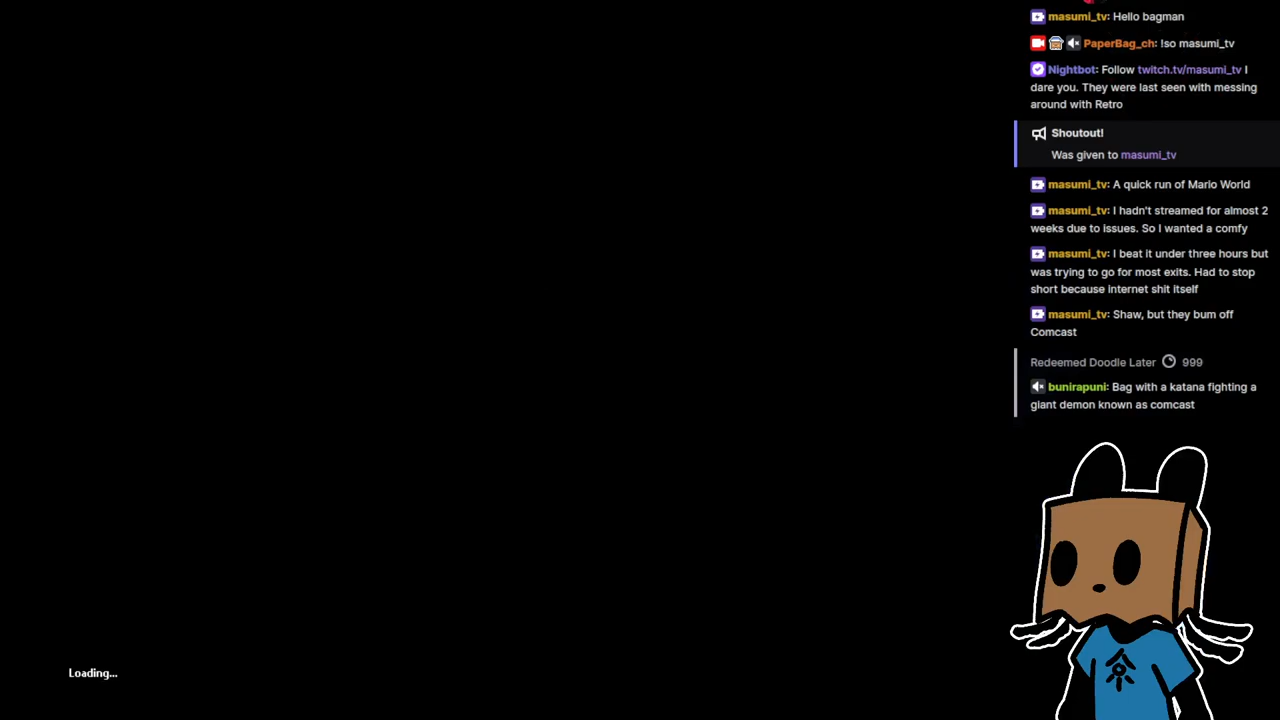 masumi_tv: Hello bagman
PaperBag_ch: !so masumi_tv
Nightbot: Follow twitch.tv/masumi_tv I
dare you. They were last seen with messing
around with Retro
Shoutout!
Was given to masumi_tv
masumi_tv: A quick run of Mario World
masumi_tv: I hadn't streamed for almost 2
weeks due to issues. So I wanted a comfy
masumi_tv: I beat it under three hours but
was trying to go for most exits. Had to stop
short because internet shit itself
masumi_tv: Shaw, but they bum off
Comcast
Redeemed Doodle Later 999
bunirapuni: Bag with a katana fighting a
giant demon known as comcast
Loading...